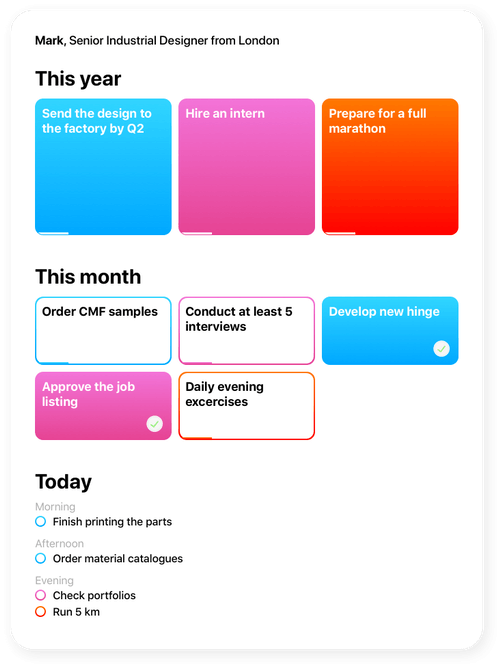 Mark, Senior Industrial Designer from London
This year
Send the design to
the factory by Q2
Hire an intern
Prepare for a full
marathon
This month
Order CMF samples
Conduct at least 5
interviews
Develop new hinge
Approve the job
listing
Daily evening
excercises
Today
Morning
Finish printing the parts
Afternoon
Order material catalogues
Evening
Check portfolios
Run 5 km